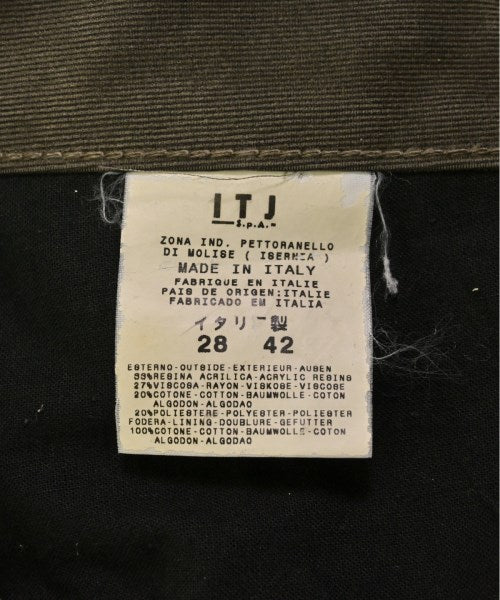 ITJ
S.p.A.
ZONA IND. PETTORANELLO
DI MOLISE ( ISERNIA )
MADE IN ITALY
FABRIQUE EN ITALIE
PAIS DE ORIGEN:ITALIE
FABRICADO EM ITALIA
イタリー製
28 42
ESTERNO-OUTSIDE-EXTERIEUR-AUBEN
33%RESINA ACRILICA-ACRYLIC RESINS
27%VISCOSA-RAYON-VISKOSE-VISCOSE
20%COTONE-COTTON-BAUMWOLLE-COTON
ALGODON-ALGODAO
20%POLIESTERE-POLYESTER-POLIESTER
FODERA-LINING-DOUBLURE-GEFUTTER
100%COTONE-COTTON-BAUMWOLLE-COTON
ALGODON-ALGODAO